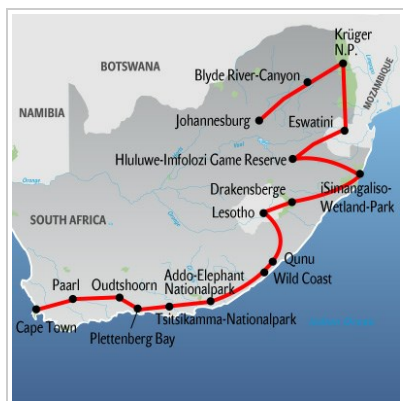 Krüger
N.P.
BOTSWANA
Blyde River-Canyon
MOZAMBIQUE
NAMIBIA
Johannesburg
Eswatini
Hluluwe-Imfolozi Game Reserve
Drakensberge
iSimangaliso-
Wetland-Park
Lesotho
SOUTH AFRICA
Qunu
Addo-Elephant
Nationalpark
Wild Coast
Oudtshoorn
Paarl
Tsitsikamma-Nationalpark
Cape Town
Plettenberg Bay
Orange